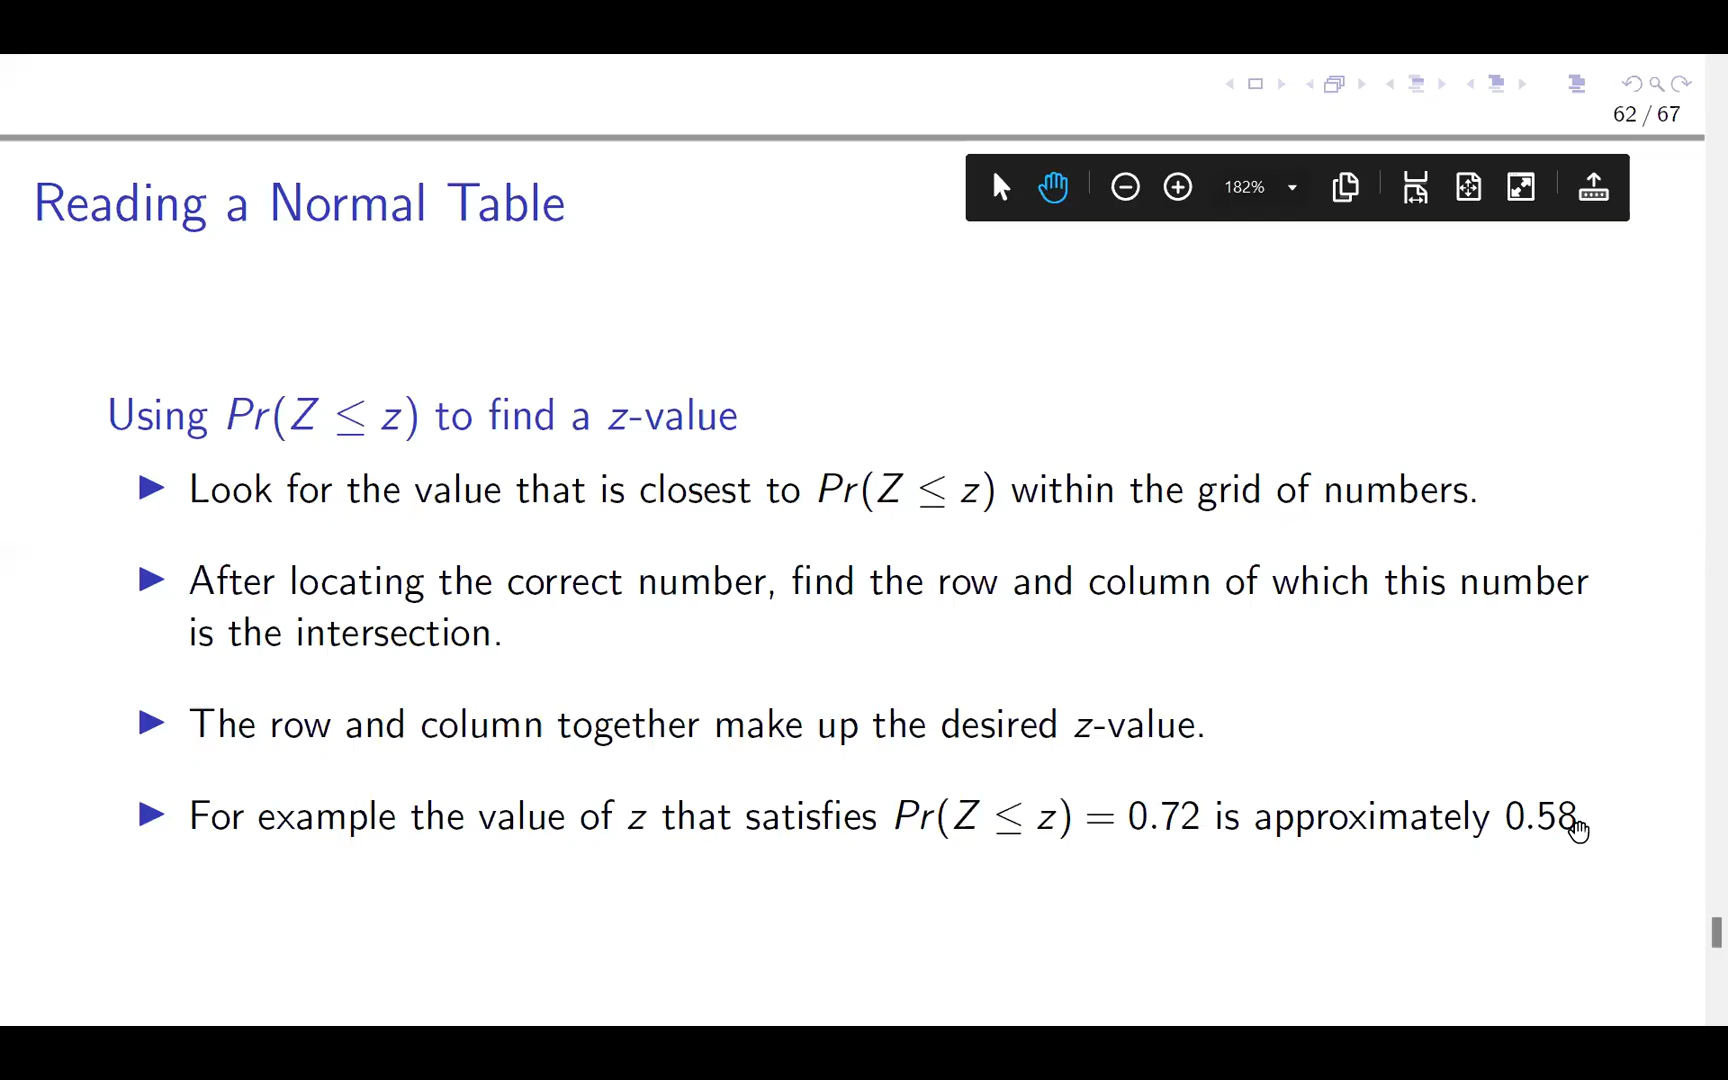 62 / 67
Reading a Normal Table
182%
Using Pr(Z ≤ z) to find a z-value
Look for the value that is closest to Pr(Z ≤ z) within the grid of numbers.
After locating the correct number, find the row and column of which this number
is the intersection.
The row and column together make up the desired z-value.
For example the value of z that satisfies Pr(Z ≤ z) = 0.72 is approximately 0.58